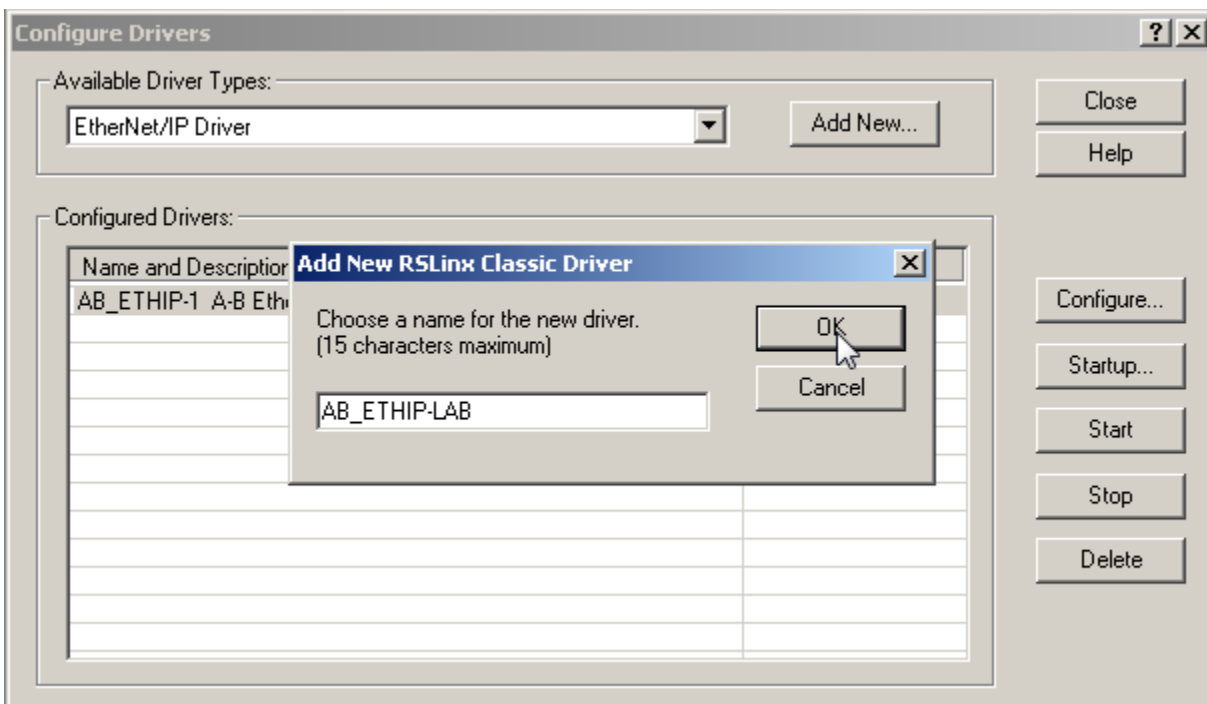 Configure Drivers
?
Available Driver Types:
EtherNet/IP Driver
Add New...
Close
Help
Configured Drivers:
Name and Description
AB_ETHIP-1 A-B Eth
Add New RSLinx Classic Driver
Choose a name for the new driver.
(15 characters maximum)
AB_ETHIP-LAB
OK
Cancel
Configure...
Startup...
Start
Stop
Delete